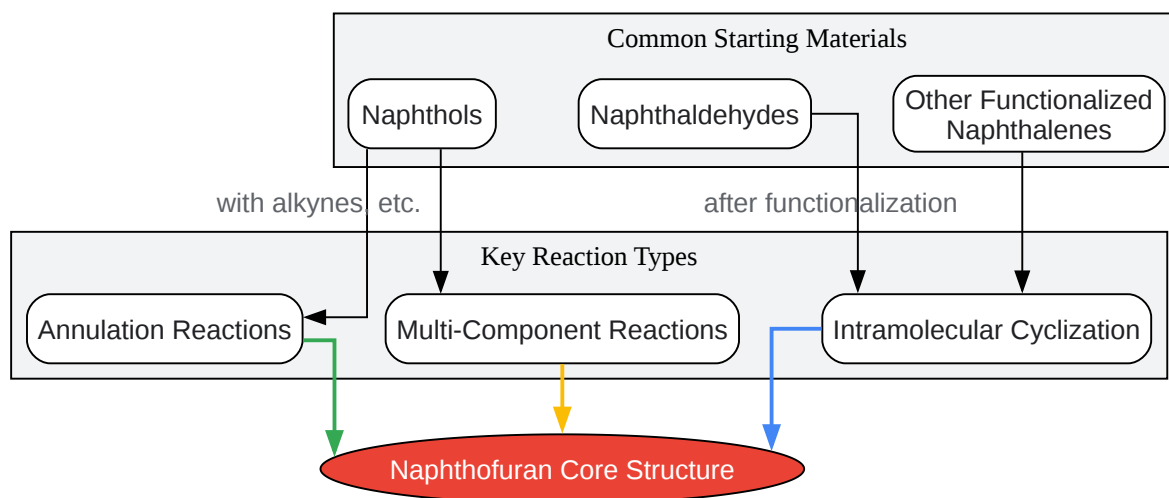 Common Starting Materials
Naphthols
Naphthaldehydes
Other Functionalized
Naphthalenes
with alkynes, etc.
after functionalization
Key Reaction Types
Annulation Reactions
Multi-Component Reactions
Intramolecular Cyclization
Naphthofuran Core Structure